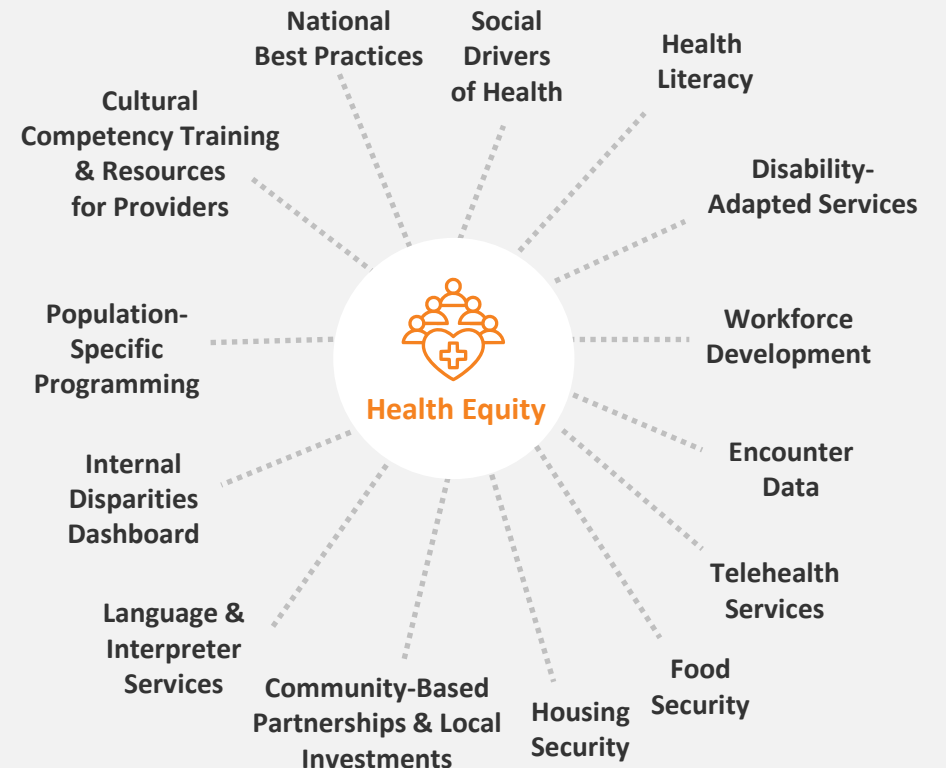 National
Best Practices
Social
Drivers
of Health
Health
Literacy
Cultural
Competency Training
& Resources
for Providers
Disability-
Adapted Services
Population-
Specific
Programming
Health Equity
Workforce
Development
Internal
Disparities
Dashboard
Encounter
Data
Telehealth
Services
Language &
Interpreter
Services
Community-Based
Partnerships & Local
Investments
Housing
Security
Food
Security